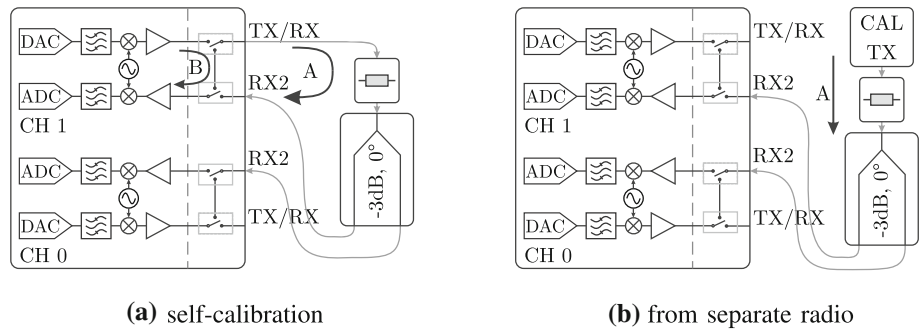 DAC
TX/RX
B
A
ADC
RX2
CH 1
ADC
RX2
-3dB, 0°
DAC
TX/RX
CH 0
(a) self-calibration
DAC
TX/RX
CAL
TX
ADC
RX2
A
CH 1
ADC
RX2
-3dB, 0°
DAC
TX/RX
CH 0
(b) from separate radio